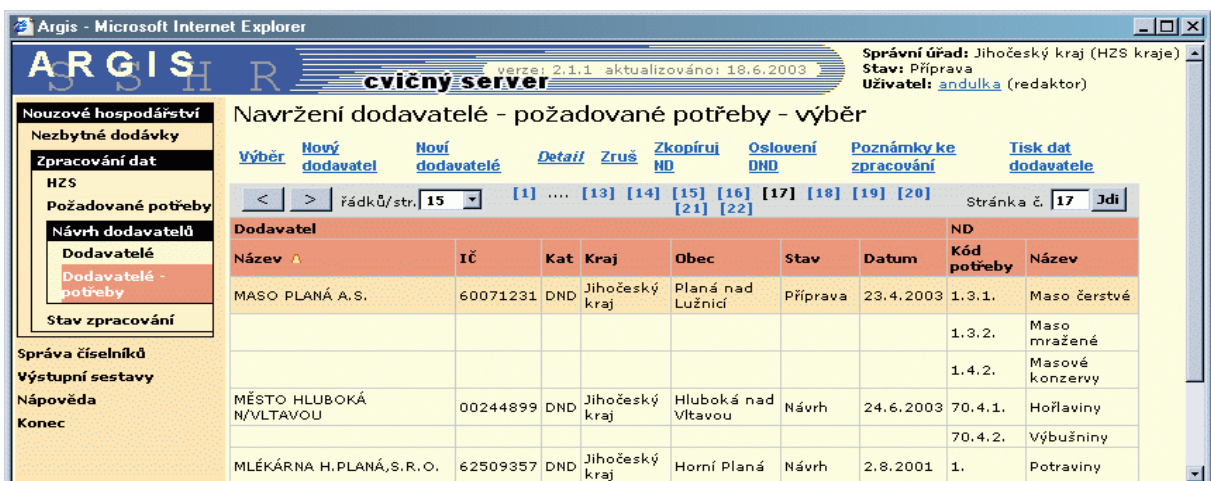 Argis - Microsoft Internet Explorer
ARGIS
S S H R
cvičný server
verze: 2.1.1 aktualizováno: 18.6.2003
Správní úřad: Jihočeský kraj (HZS kraje)
Stav: Příprava
Uživatel: andulka (redaktor)
Nouzové hospodářství
Nezbytné dodávky
Zpracování dat
HZS
Požadované potřeby
Návrh dodavatelů
Dodavatelé
Dodavatelé -
potřeby
Stav zpracování
Správa číselníků
Výstupní sestavy
Nápověda
Konec
Navržení dodavatelé - požadované potřeby - výběr
Výběr Nový dodavatel Noví dodavatelé Detail Zruš Zkopíruj ND Oslovení DND Poznámky ke zpracování Tisk dat dodavatele
< > řádků/str. 15 [1] .... [13] [14] [15] [16] [17] [18] [19] [20] [21] [22] Stránka č. 17 Jdi
Dodavatel ND
Název IČ Kat Kraj Obec Stav Datum Kód potřeby Název
MASO PLANÁ A.S. 60071231 DND Jihočeský kraj Planá nad Lužnicí Příprava 23.4.2003 1.3.1. Maso čerstvé
1.3.2. Maso mražené
1.4.2. Masové konzervy
MĚSTO HLUBOKÁ N/VLTAVOU 00244899 DND Jihočeský kraj Hluboká nad Vltavou Návrh 24.6.2003 70.4.1. Hořlaviny
70.4.2. Výbušniny
MLÉKÁRNA H.PLANÁ,S.R.O. 62509357 DND Jihočeský kraj Horní Planá Návrh 2.8.2001 1. Potraviny